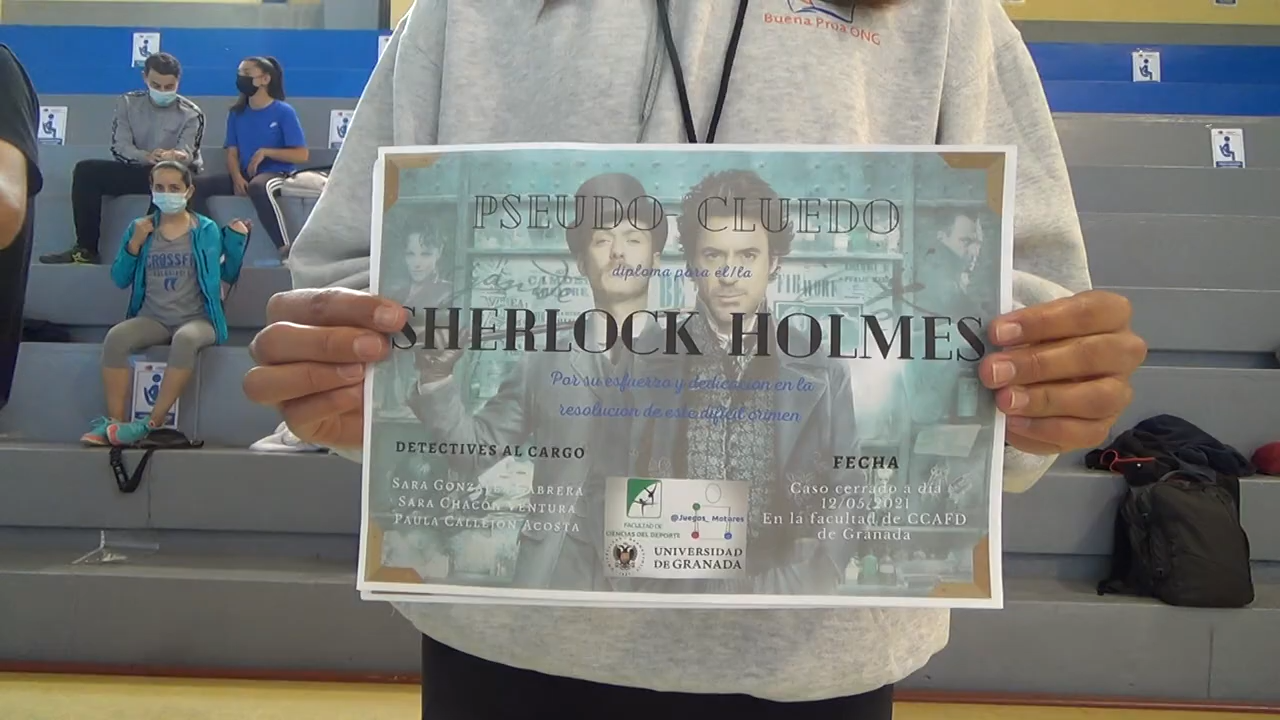 Buena Proa ONG
CROSSFIT
PSEUDO CLUEDO
diploma para el/la
SHERLOCK HOLMES
Por su esfuerzo y dedicación en la
resolución de este difícil crimen
DETECTIVES AL CARGO
SARA GONZÁLEZ CABRERA
SARA CHACÓN VENTURA
PAULA CALLEJÓN ACOSTA
FACULTAD DE
CIENCIAS DEL DEPORTE
@Juegos_Motores
UNIVERSIDAD
DE GRANADA
FECHA
Caso cerrado a día
12/05/2021
En la facultad de CCAFD
de Granada